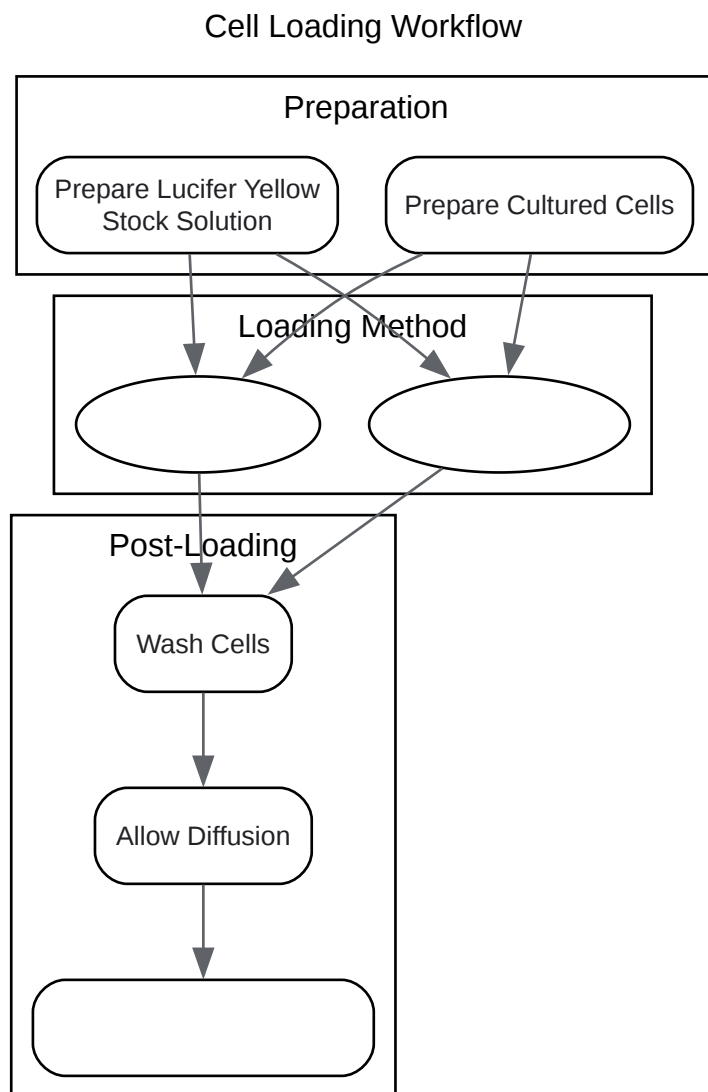 Cell Loading Workflow
Preparation
Prepare Lucifer Yellow
Stock Solution
Prepare Cultured Cells
Loading Method
Post-Loading
Wash Cells
Allow Diffusion